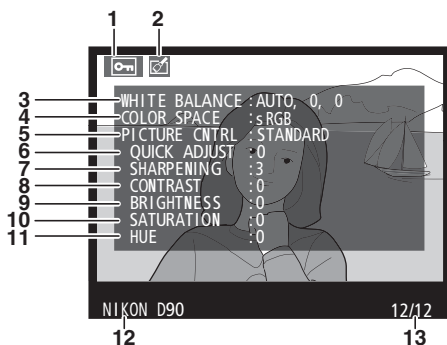 1 2
3 WHITE BALANCE :AUTO, 0, 0
4 COLOR SPACE :sRGB
5 PICTURE CNTRL :STANDARD
6 QUICK ADJUST :0
7 SHARPENING :3
8 CONTRAST :0
9 BRIGHTNESS :0
10 SATURATION :0
11 HUE :0
NIKON D90 12/12
12 13